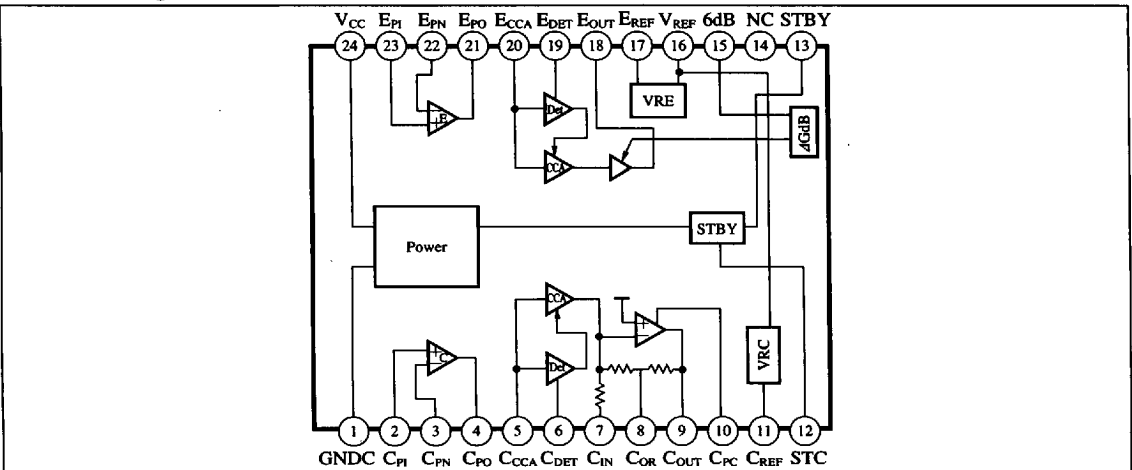 VCC EPI EPN EPO ECCA EDET EOUT EREF VREF 6dB NC STBY
24 23 22 21 20 19 18 17 16 15 14 13
VRE
Det
− + E
ΔGdB
CCA
STBY
Power
CCA
+ −
VRC
+ − C
Det
1 2 3 4 5 6 7 8 9 10 11 12
GNDC CPI CPN CPO CCCA CDET CIN COR COUT CPC CREF STC